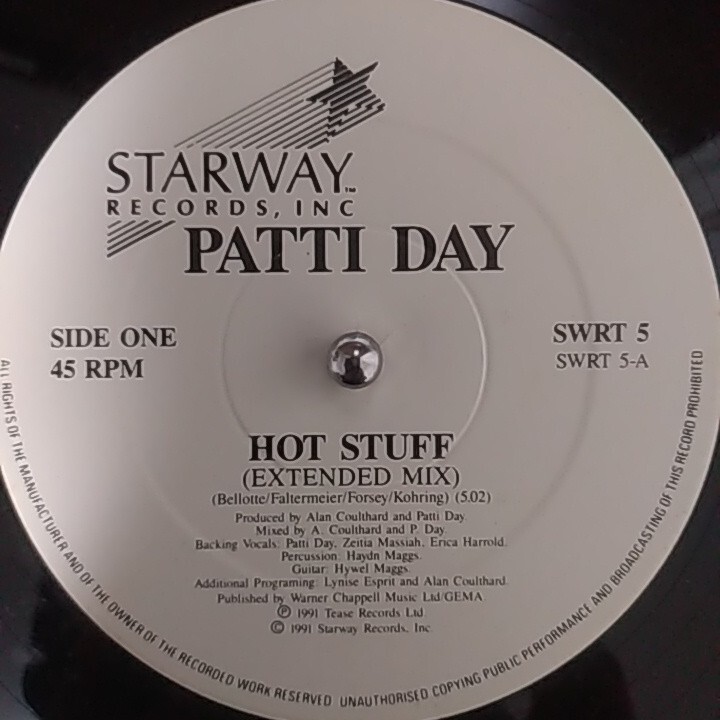 STARWAY™
RECORDS, INC
PATTI DAY
SIDE ONE
45 RPM
SWRT 5
SWRT 5-A
HOT STUFF
(EXTENDED MIX)
(Bellotte/Faltermeier/Forsey/Kohring) (5.02)
Produced by Alan Coulthard and Patti Day.
Mixed by A. Coulthard and P. Day.
Backing Vocals: Patti Day, Zeitia Massiah, Erica Harrold.
Percussion: Haydn Maggs.
Guitar: Hywel Maggs.
Additional Programing: Lynise Esprit and Alan Coulthard.
Published by Warner Chappell Music Ltd/GEMA.
℗ 1991 Tease Records Ltd.
© 1991 Starway Records, Inc.
ALL RIGHTS OF THE MANUFACTURER AND OF THE OWNER OF THE RECORDED WORK RESERVED UNAUTHORISED COPYING PUBLIC PERFORMANCE AND BROADCASTING OF THIS RECORD PROHIBITED